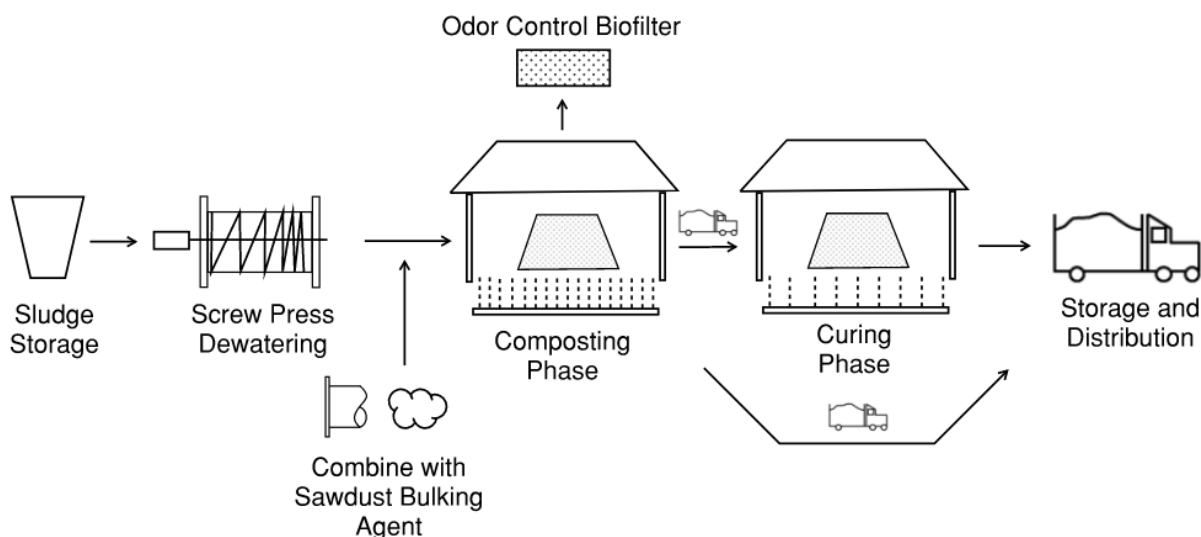 Odor Control Biofilter
Sludge
Storage
Screw Press
Dewatering
Combine with
Sawdust Bulking
Agent
Composting
Phase
Curing
Phase
Storage and
Distribution